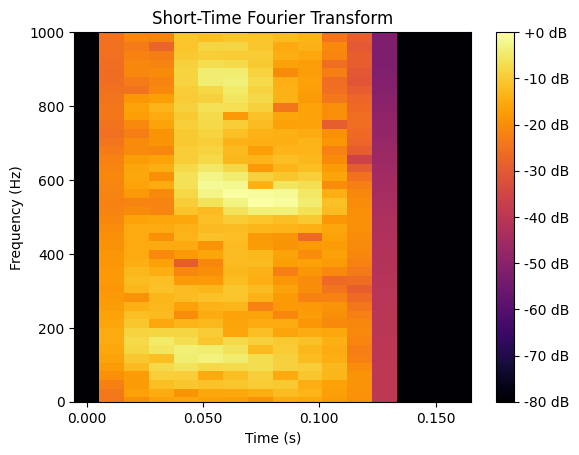 Short-Time Fourier Transform
Frequency (Hz)
1000
800
600
400
200
0
0.000
0.050
0.100
0.150
Time (s)
+0 dB
-10 dB
-20 dB
-30 dB
-40 dB
-50 dB
-60 dB
-70 dB
-80 dB